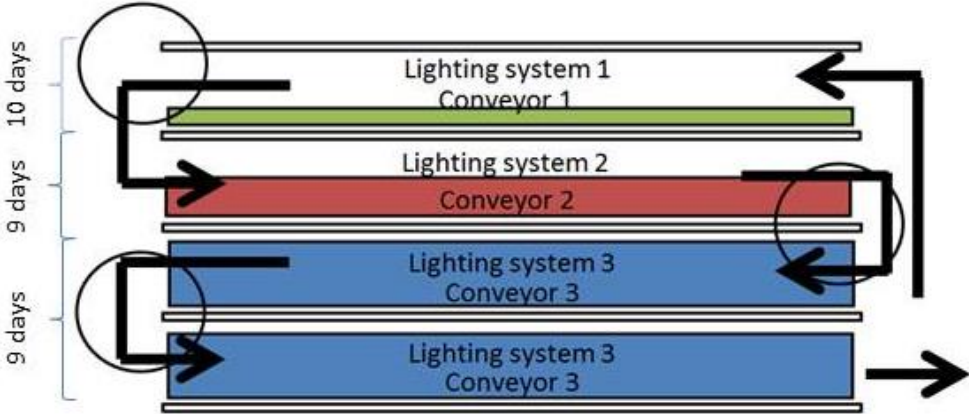 10 days
Lighting system 1
Conveyor 1
9 days
Lighting system 2
Conveyor 2
9 days
Lighting system 3
Conveyor 3
Lighting system 3
Conveyor 3